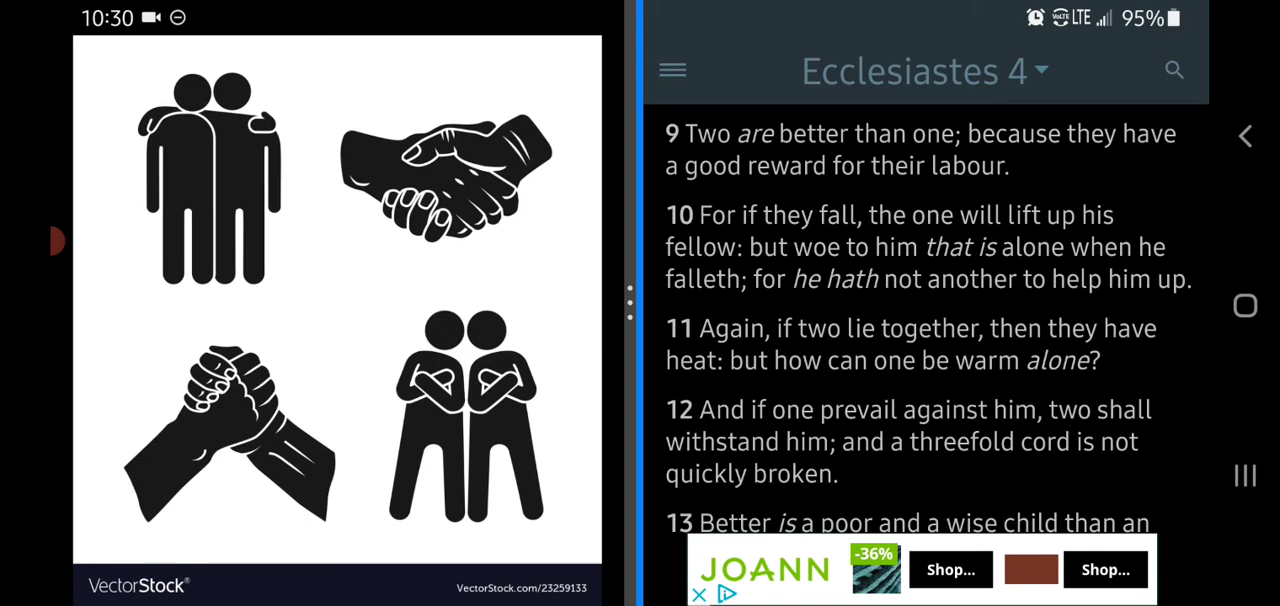 10:30
VoLTE LTE 95%
Ecclesiastes 4
9 Two are better than one; because they have
a good reward for their labour.
10 For if they fall, the one will lift up his
fellow: but woe to him that is alone when he
falleth; for he hath not another to help him up.
11 Again, if two lie together, then they have
heat: but how can one be warm alone?
12 And if one prevail against him, two shall
withstand him; and a threefold cord is not
quickly broken.
13 Better is a poor and a wise child than an
JOANN -36% Shop... Shop...
VectorStock® VectorStock.com/23259133